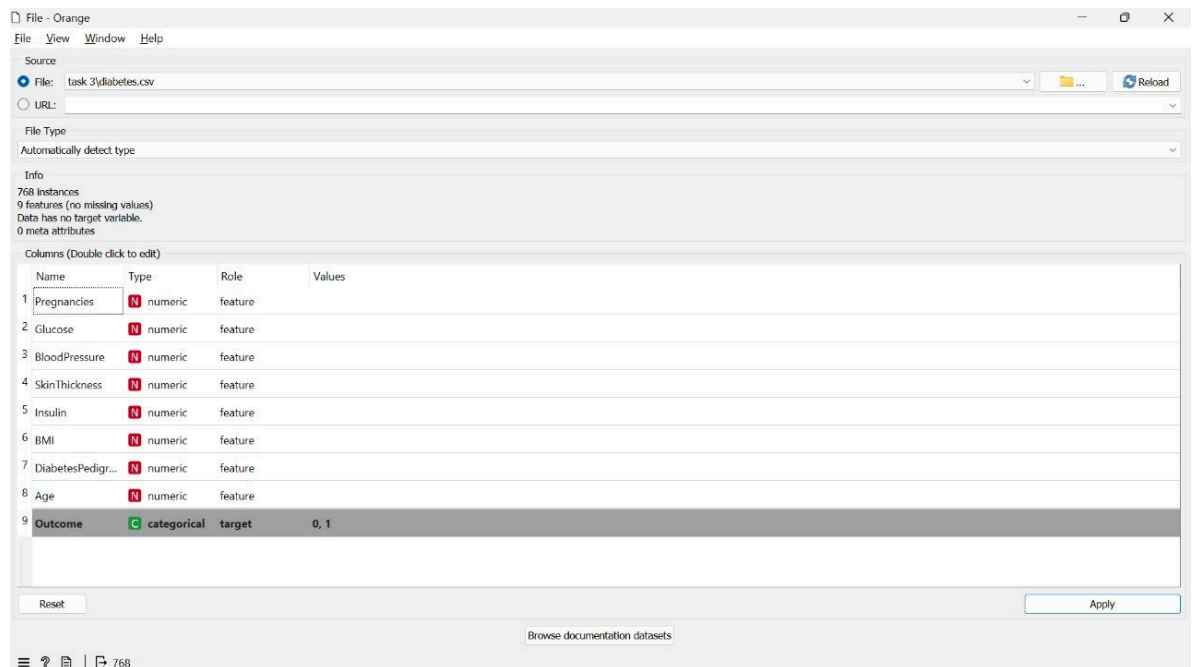 File - Orange
File View Window Help
Source
File: task 3\diabetes.csv ... Reload
URL:
File Type
Automatically detect type
Info
768 instances
9 features (no missing values)
Data has no target variable.
0 meta attributes
Columns (Double click to edit)
Name Type Role Values
1 Pregnancies N numeric feature
2 Glucose N numeric feature
3 BloodPressure N numeric feature
4 SkinThickness N numeric feature
5 Insulin N numeric feature
6 BMI N numeric feature
7 DiabetesPedigr... N numeric feature
8 Age N numeric feature
9 Outcome C categorical target 0, 1
Reset Apply
Browse documentation datasets
? 768